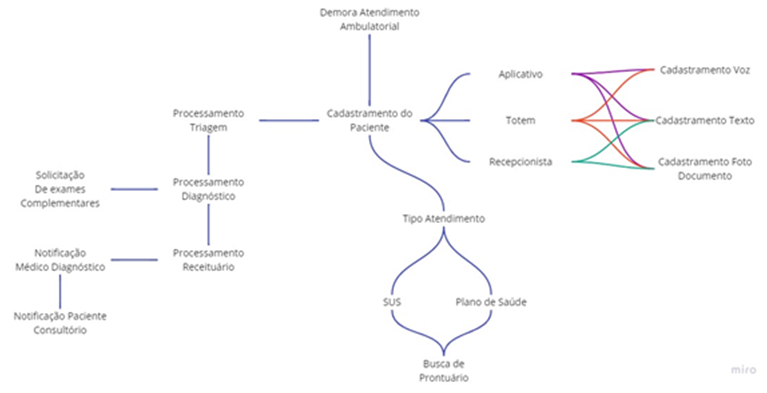 Demora Atendimento
Ambulatorial
Processamento
Triagem
Cadastramento do
Paciente
Aplicativo
Totem
Recepcionista
Cadastramento Voz
Cadastramento Texto
Cadastramento Foto
Documento
Solicitação
De exames
Complementares
Processamento
Diagnóstico
Notificação
Médico Diagnóstico
Processamento
Receituário
Notificação Paciente
Consultório
Tipo Atendimento
SUS
Plano de Saúde
Busca de
Prontuário
miro